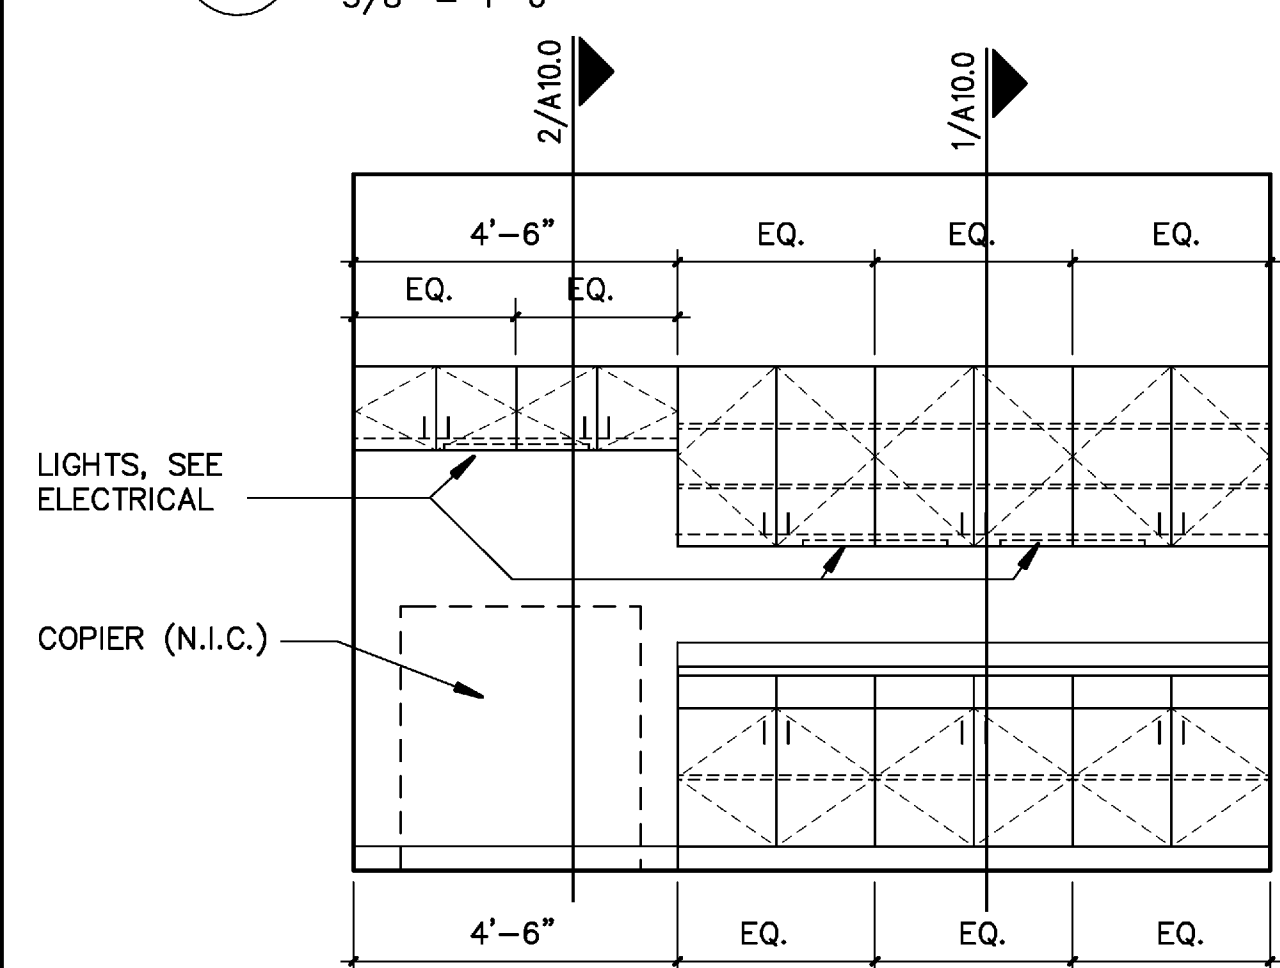 2/A10.0
1/A10.0
4'-6" EQ. EQ. EQ.
EQ. EQ.
LIGHTS, SEE
ELECTRICAL
COPIER (N.I.C.)
4'-6" EQ. EQ. EQ.